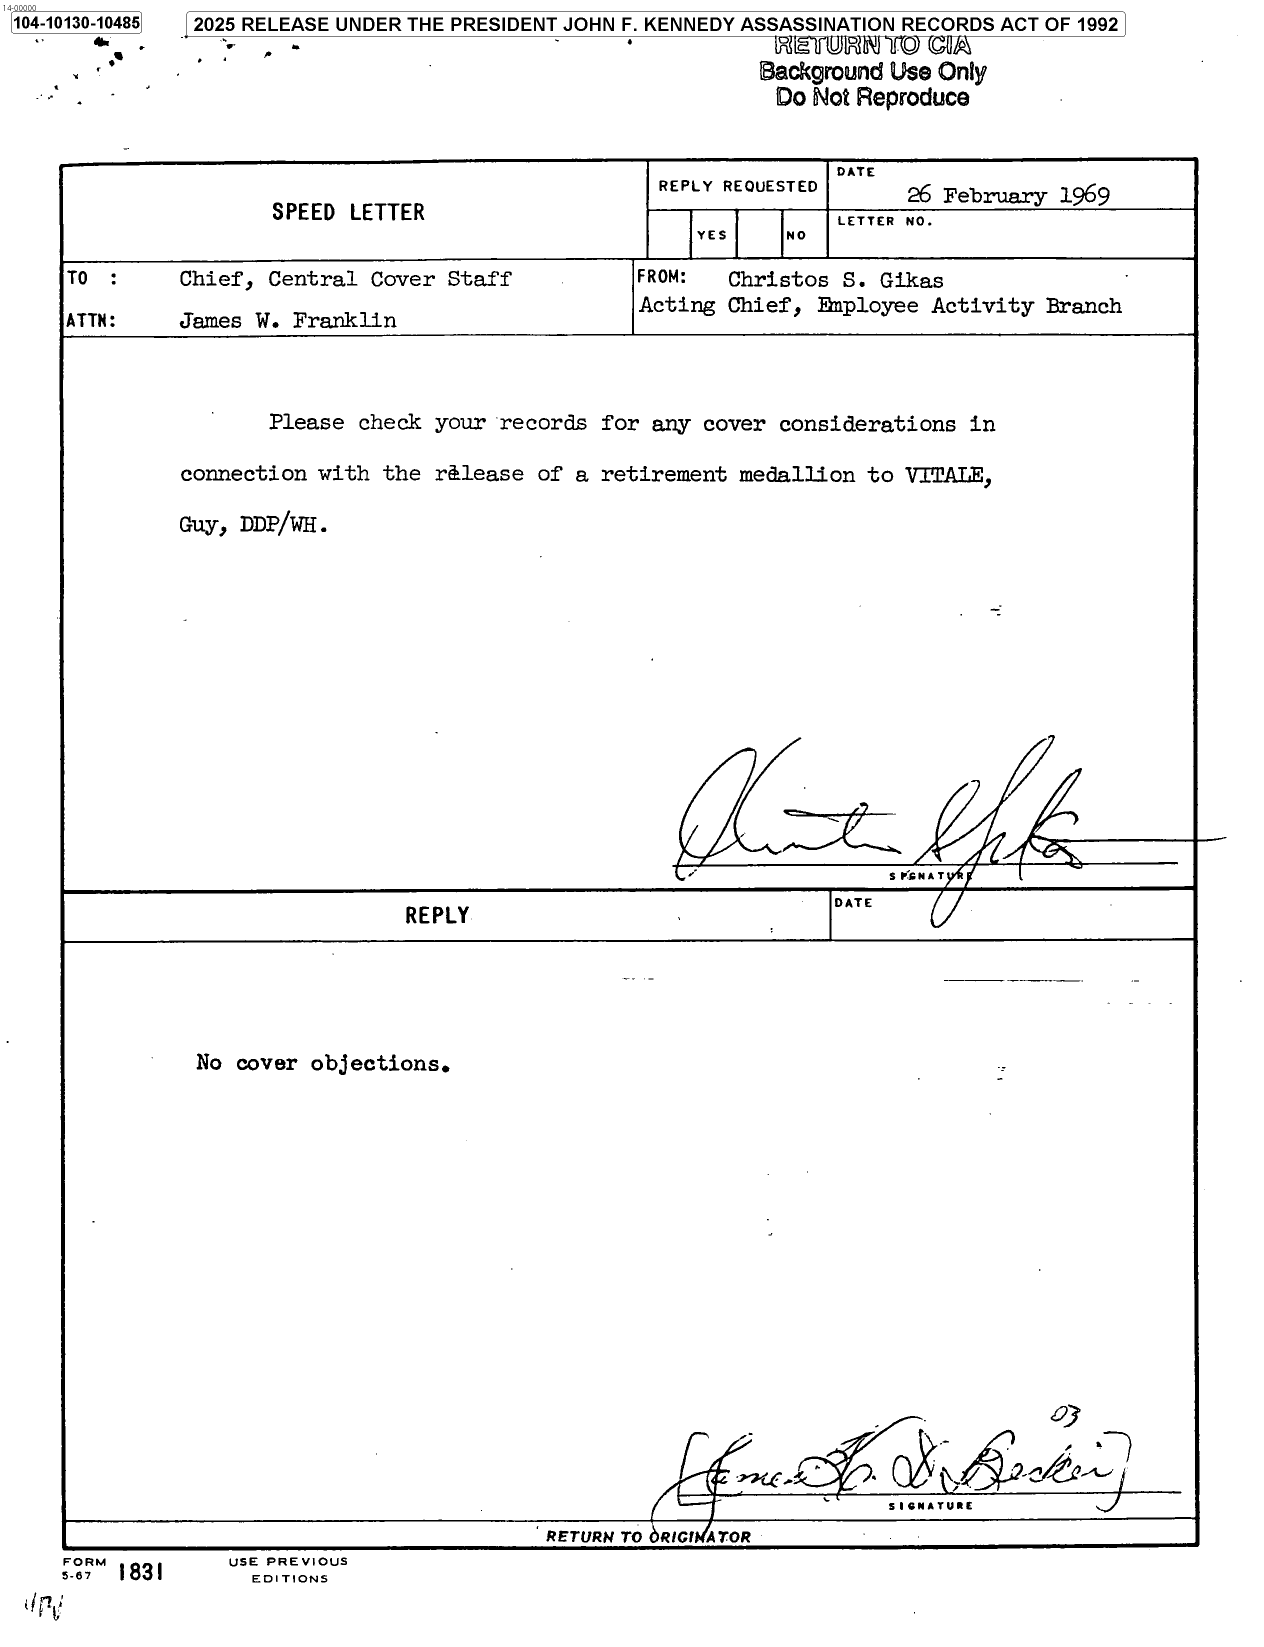 14-00000
104-10130-10485
2025 RELEASE UNDER THE PRESIDENT JOHN F. KENNEDY ASSASSINATION RECORDS ACT OF 1992
RETURN TO CIA
Background Use Only
Do Not Reproduce
SPEED LETTER
REPLY REQUESTED
YES NO
DATE
26 February 1969
LETTER NO.
TO : Chief, Central Cover Staff
ATTN: James W. Franklin
FROM: Christos S. Gikas
Acting Chief, Employee Activity Branch
Please check your records for any cover considerations in
connection with the release of a retirement medallion to VITALE,
Guy, DDP/WH.
SIGNATURE
REPLY
DATE
No cover objections.
03
SIGNATURE
RETURN TO ORIGINATOR
FORM
5-67 1831
USE PREVIOUS
EDITIONS